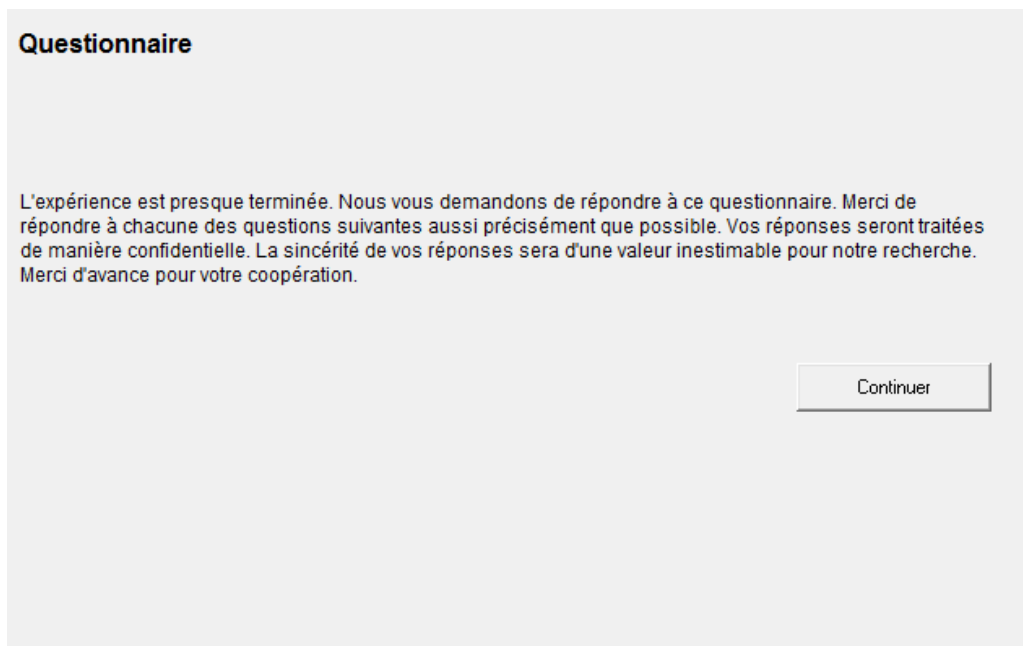 Questionnaire
L'expérience est presque terminée. Nous vous demandons de répondre à ce questionnaire. Merci de
répondre à chacune des questions suivantes aussi précisément que possible. Vos réponses seront traitées
de manière confidentielle. La sincérité de vos réponses sera d'une valeur inestimable pour notre recherche.
Merci d'avance pour votre coopération.
Continuer